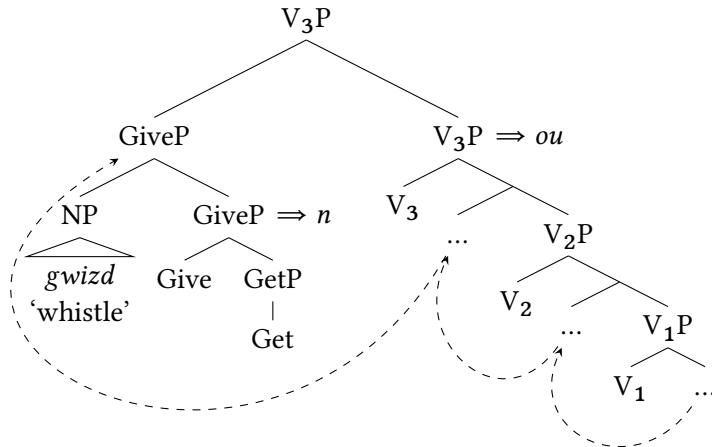 V₃P
GiveP V₃P ⇒ ou
NP GiveP ⇒ n V₃ ... V₂P
gwizd Give GetP V₂ ... V₁P
‘whistle’ Get V₁ ...